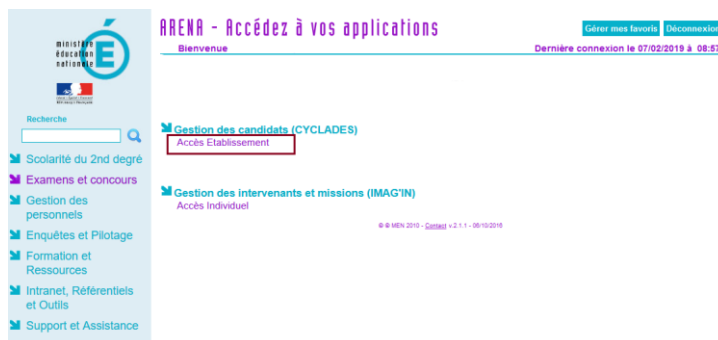 ministère
éducation
nationale
ARENA - Accédez à vos applications
Gérer mes favoris Déconnexion
Bienvenue
Dernière connexion le 07/02/2019 à 08:57
Recherche
Scolarité du 2nd degré
Examens et concours
Gestion des
personnels
Enquêtes et Pilotage
Formation et
Ressources
Intranet, Référentiels
et Outils
Support et Assistance
Gestion des candidats (CYCLADES)
Accès Etablissement
Gestion des intervenants et missions (IMAG'IN)
Accès Individuel
© © MEN 2010 - Contact v.2.1.1 - 06/10/2016